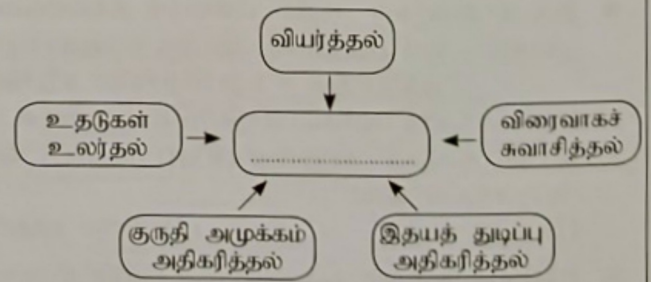 வியர்த்தல்
உதடுகள்
உலர்தல்
விரைவாகச்
சுவாசித்தல்
குருதி அமுக்கம்
அதிகரித்தல்
இதயத் துடிப்பு
அதிகரித்தல்